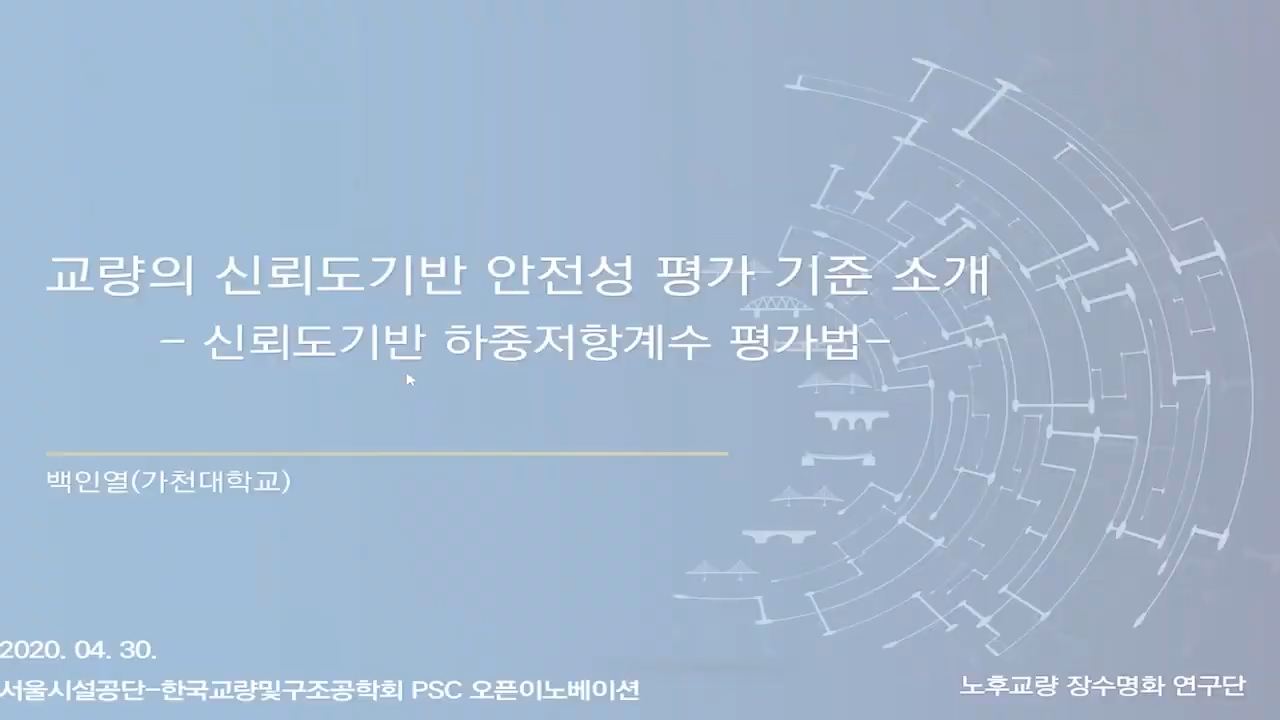 교량의 신뢰도기반 안전성 평가 기준 소개
- 신뢰도기반 하중저항계수 평가법-
백인열(가천대학교)
2020. 04. 30.
서울시설공단-한국교량및구조공학회 PSC 오픈이노베이션
노후교량 장수명화 연구단